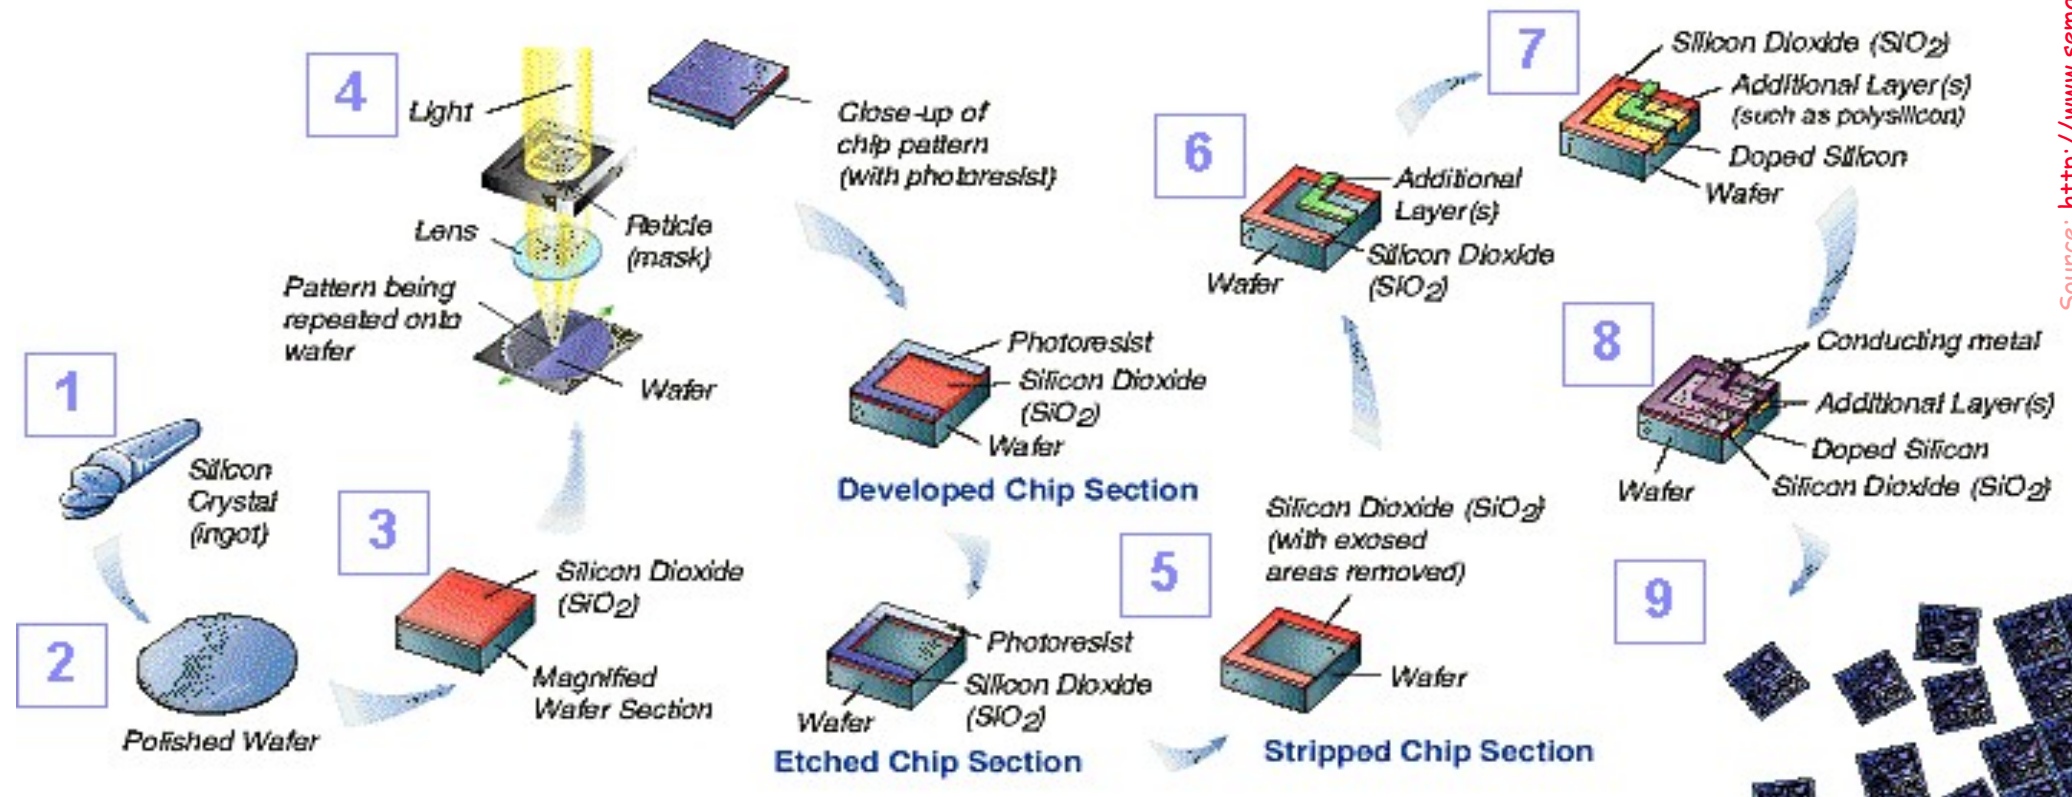 1
Silicon
Crystal
(ingot)
2
Polished Wafer
3
Silicon Dioxide
(SiO2)
Magnified
Wafer Section
4
Light
Reticle
(mask)
Lens
Pattern being
repeated onto
wafer
Wafer
Close-up of
chip pattern
(with photoresist)
Photoresist
Silicon Dioxide
(SiO2)
Wafer
Developed Chip Section
Photoresist
Silicon Dioxide
(SiO2)
Wafer
Etched Chip Section
5
Silicon Dioxide (SiO2)
(with exosed
areas removed)
Wafer
Stripped Chip Section
6
Additional
Layer(s)
Silicon Dioxide
(SiO2)
Wafer
7
Silicon Dioxide (SiO2)
Additional Layer(s)
(such as polysilicon)
Doped Silicon
Wafer
8
Conducting metal
Additional Layer(s)
Doped Silicon
Silicon Dioxide (SiO2)
Wafer
9
Source: